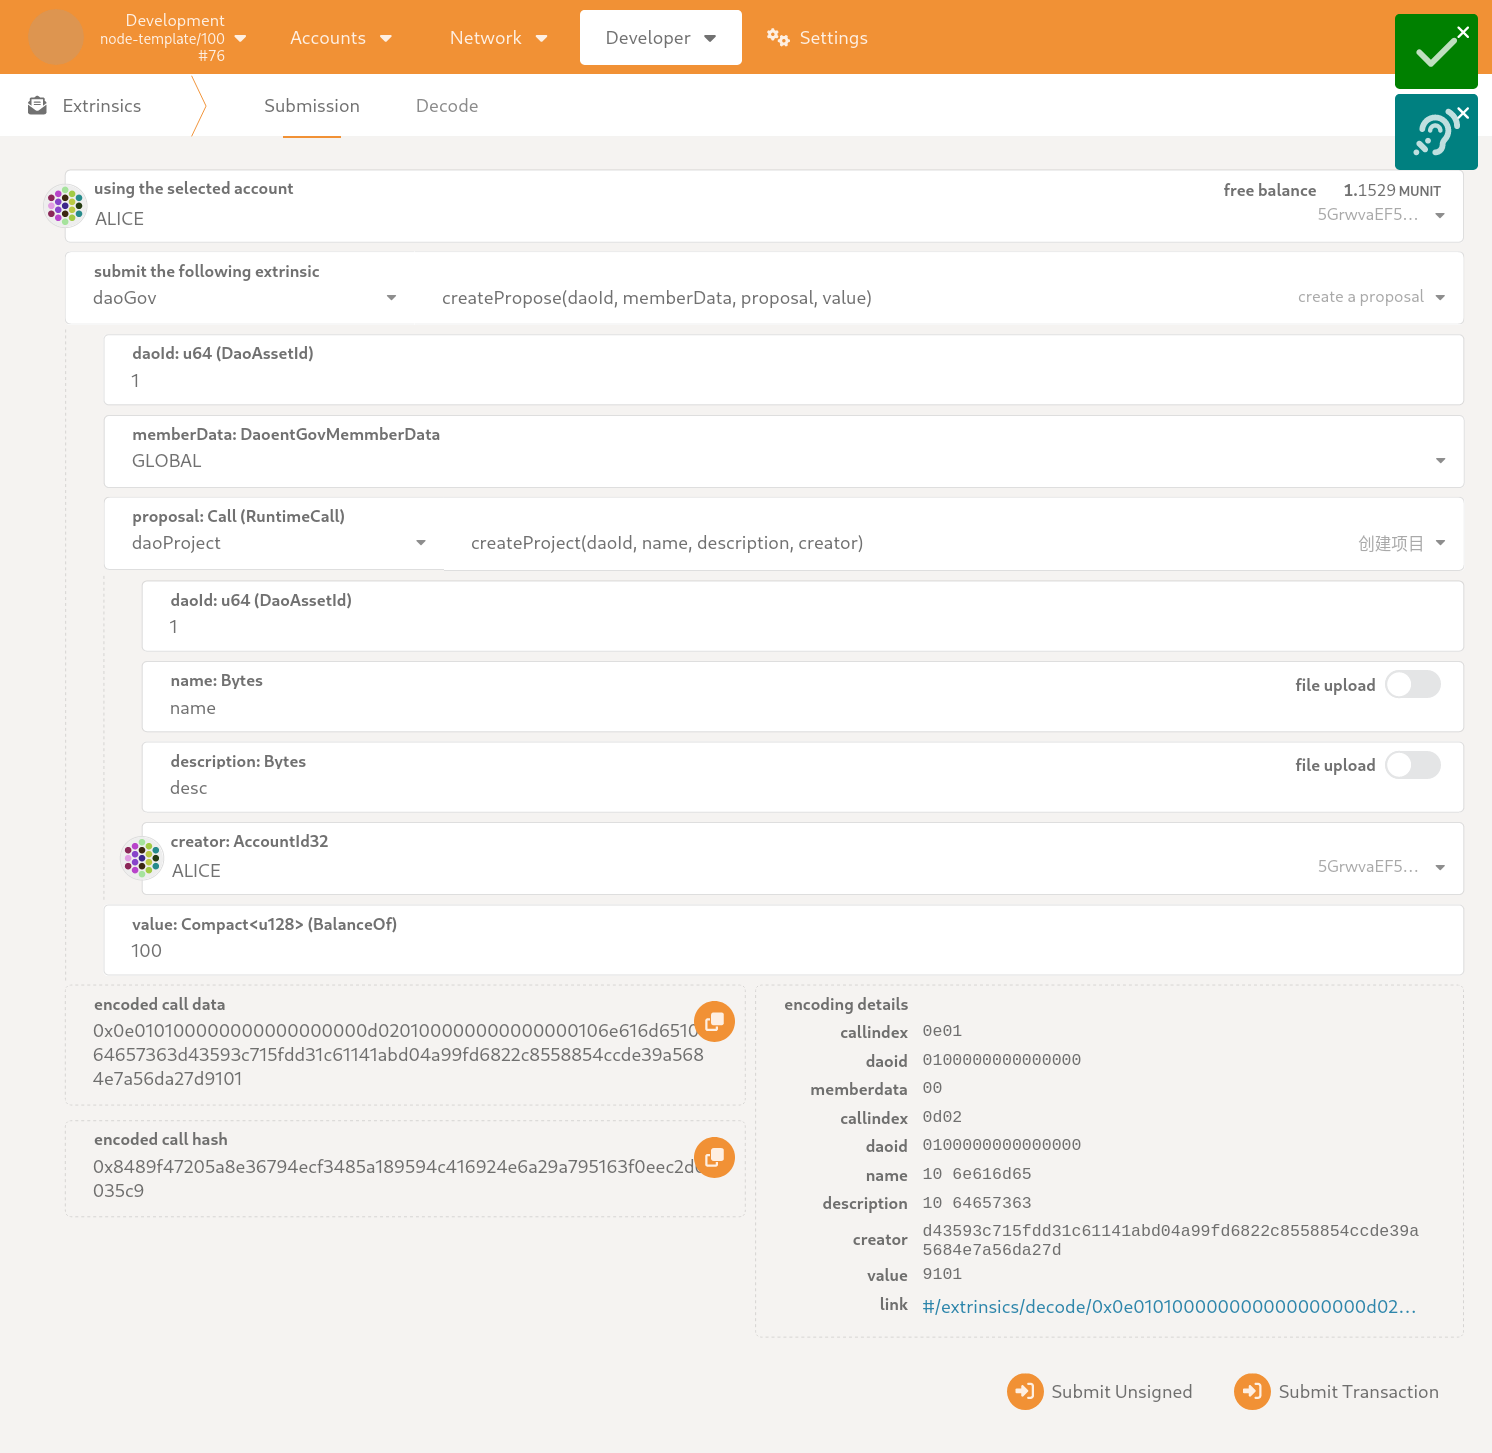 Development
node-template/100
#76
Accounts
Network
Developer
Settings
Extrinsics
Submission
Decode
using the selected account
free balance 1.1529 MUNIT
ALICE
5GrwvaEF5…
submit the following extrinsic
daoGov
createPropose(daoId, memberData, proposal, value)
create a proposal
daoId: u64 (DaoAssetId)
1
memberData: DaoentGovMemmberData
GLOBAL
proposal: Call (RuntimeCall)
daoProject
createProject(daoId, name, description, creator)
创建项目
daoId: u64 (DaoAssetId)
1
name: Bytes
file upload
name
description: Bytes
file upload
desc
creator: AccountId32
ALICE
5GrwvaEF5…
value: Compact<u128> (BalanceOf)
100
encoded call data
0x0e0101000000000000000d020100000000000000106e616d6510
64657363d43593c715fdd31c61141abd04a99fd6822c8558854ccde39a568
4e7a56da27d9101
encoded call hash
0x8489f47205a8e36794ecf3485a189594c416924e6a29a795163f0eec2d
035c9
encoding details
callindex 0e01
daoid 0100000000000000
memberdata 00
callindex 0d02
daoid 0100000000000000
name 10 6e616d65
description 10 64657363
creator d43593c715fdd31c61141abd04a99fd6822c8558854ccde39a
5684e7a56da27d
value 9101
link #/extrinsics/decode/0x0e010100000000000000000d02…
Submit Unsigned
Submit Transaction